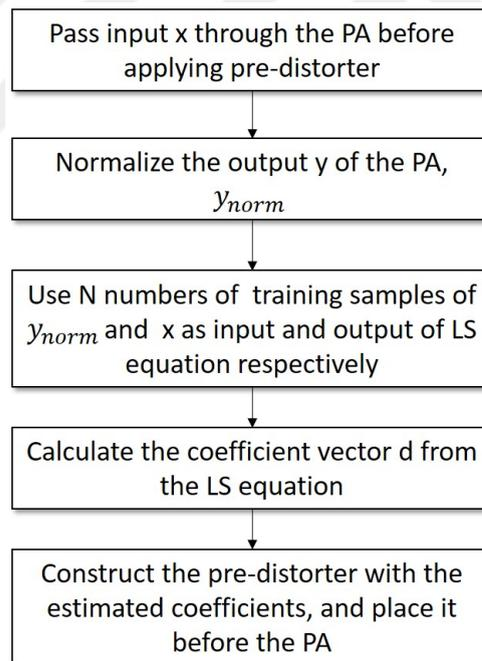 Pass input x through the PA before
applying pre-distorter
Normalize the output y of the PA,
y_norm
Use N numbers of training samples of
y_norm and x as input and output of LS
equation respectively
Calculate the coefficient vector d from
the LS equation
Construct the pre-distorter with the
estimated coefficients, and place it
before the PA